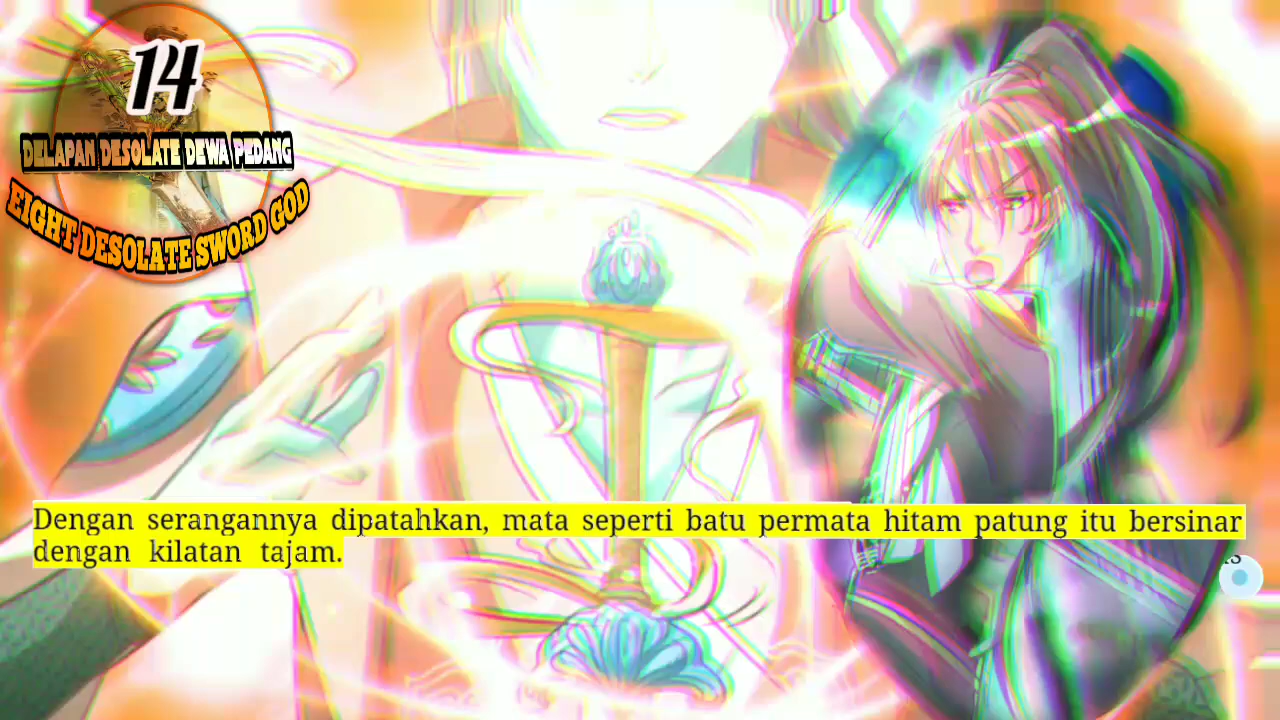 14
DELAPAN DESOLATE DEWA PEDANG
EIGHT DESOLATE SWORD GOD
Dengan serangannya dipatahkan, mata seperti batu permata hitam patung itu bersinar
dengan kilatan tajam.